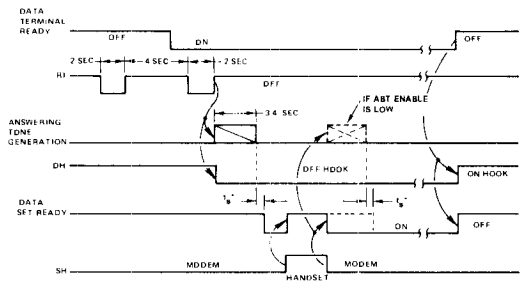 DATA
TERMINAL
READY
OFF
ON
OFF
2 SEC
4 SEC
2 SEC
RI
OFF
3.4 SEC
IF ABT ENABLE
IS LOW
ANSWERING
TONE
GENERATION
OH
OFF HOOK
ON HOOK
DATA
SET READY
ON
OFF
MODEM
MODEM
SH
HANDSET